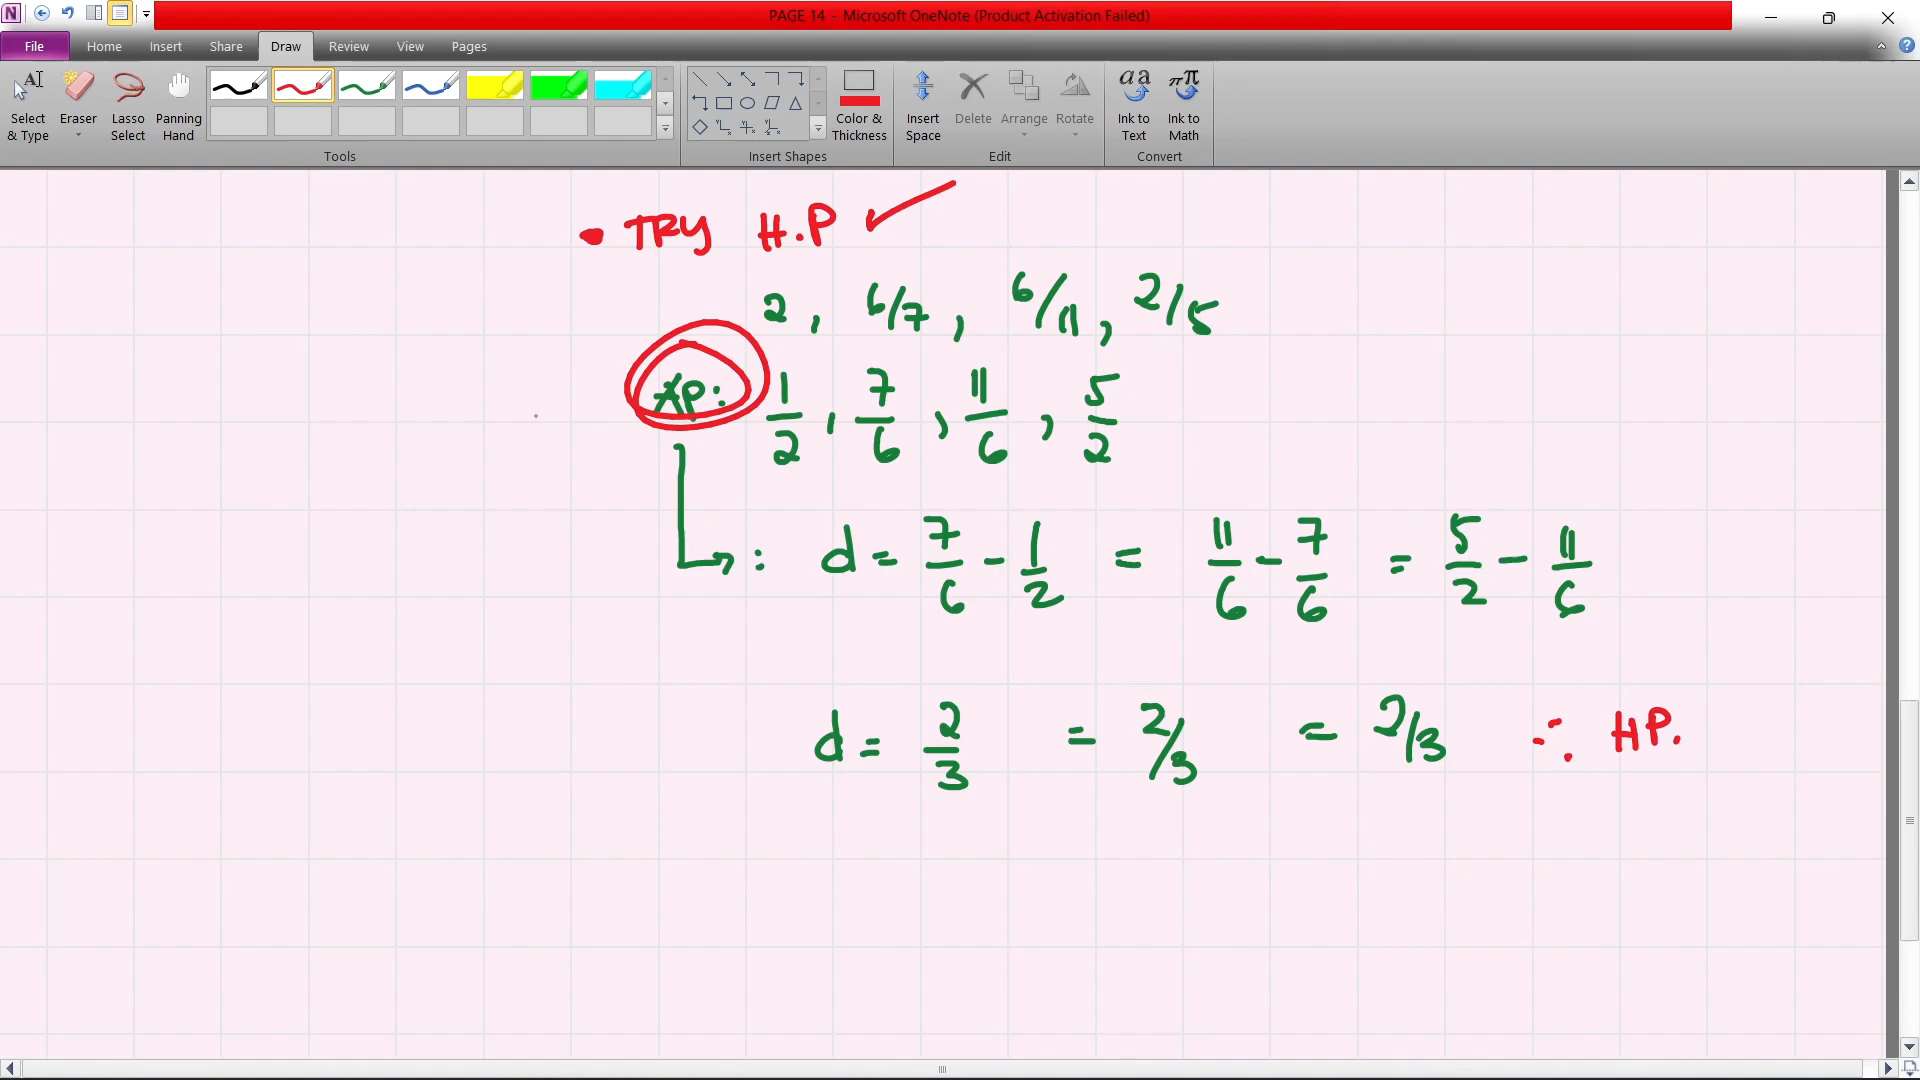 PAGE 14 - Microsoft OneNote (Product Activation Failed)
File Home Insert Share Draw Review View Pages
Select & Type
Eraser
Lasso Select
Panning Hand
Color & Thickness
Insert Space
Delete
Arrange
Rotate
Ink to Text
Ink to Math
Tools Insert Shapes Edit Convert
• TRY H.P ✓
2, 6/7, 6/11, 2/5
AP: 1/2, 7/6, 11/6, 5/2
: d = 7/6 - 1/2 = 11/6 - 7/6 = 5/2 - 11/6
d = 2/3 = 2/3 = 2/3 ∴ HP.